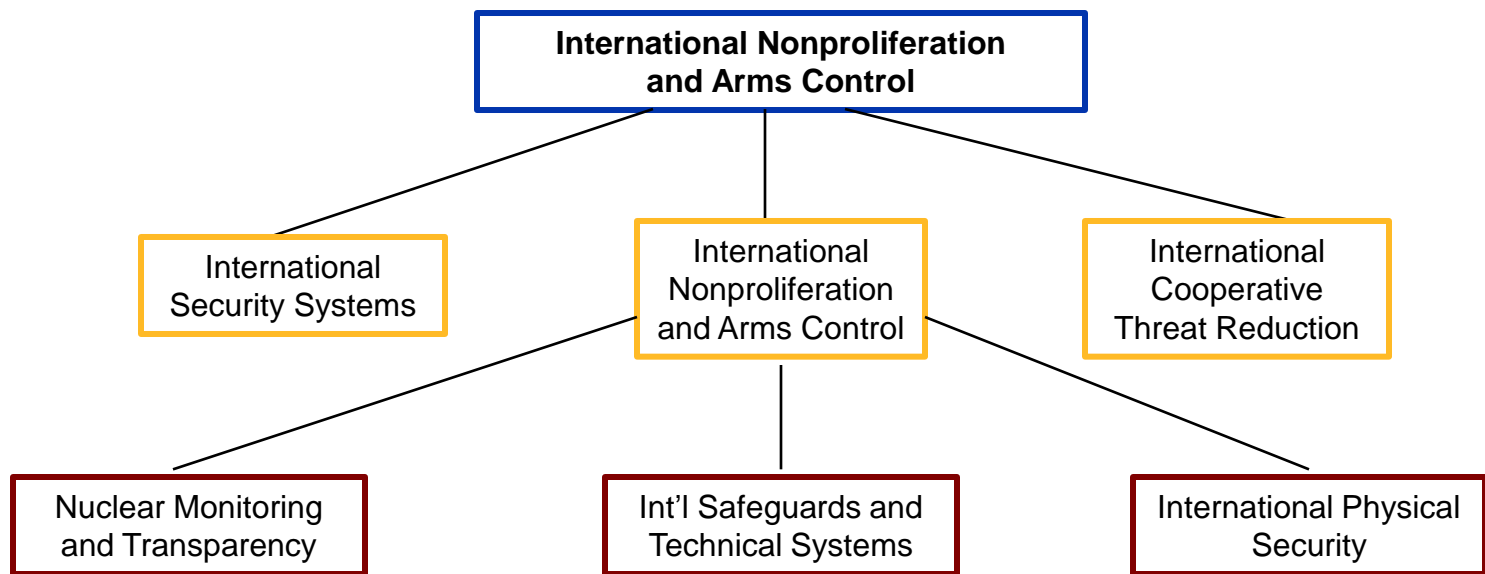 International Nonproliferation
and Arms Control
International
Security Systems
International
Nonproliferation
and Arms Control
International
Cooperative
Threat Reduction
Nuclear Monitoring
and Transparency
Int’l Safeguards and
Technical Systems
International Physical
Security